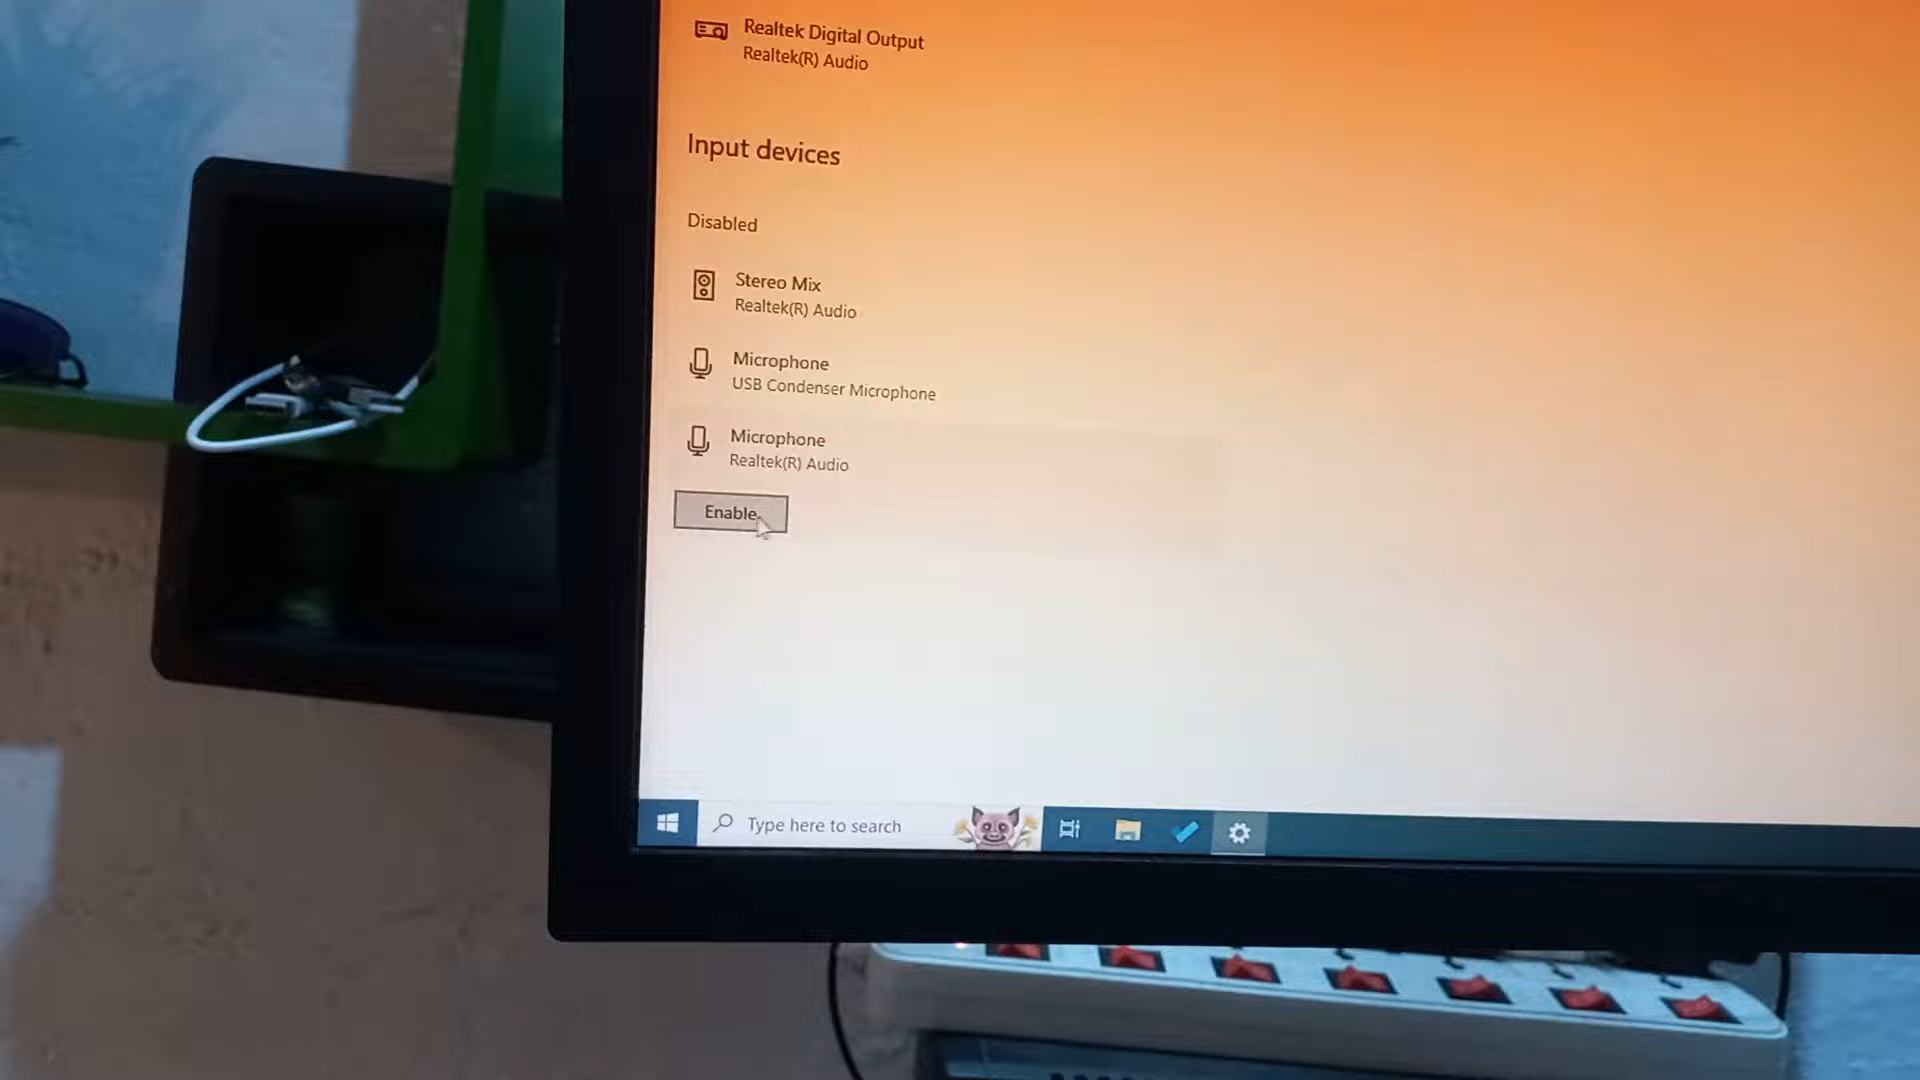 Realtek Digital Output
Realtek(R) Audio
Input devices
Disabled
Stereo Mix
Realtek(R) Audio
Microphone
USB Condenser Microphone
Microphone
Realtek(R) Audio
Enable
Type here to search